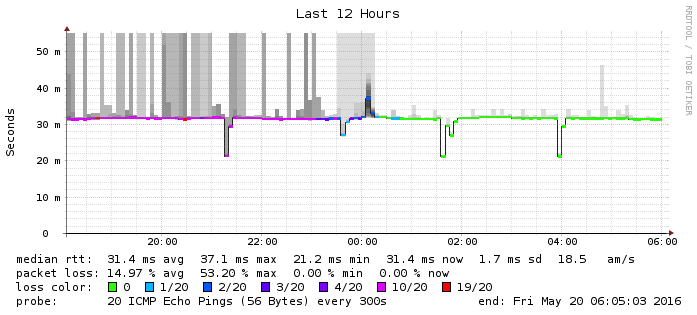 Last 12 Hours
RRDTOOL / TOBI OETIKER
Seconds
50 m
40 m
30 m
20 m
10 m
0
20:00 22:00 00:00 02:00 04:00 06:00
median rtt: 31.4 ms avg 37.1 ms max 21.2 ms min 31.4 ms now 1.7 ms sd 18.5 am/s
packet loss: 14.97 % avg 53.20 % max 0.00 % min 0.00 % now
loss color: 0 1/20 2/20 3/20 4/20 10/20 19/20
probe: 20 ICMP Echo Pings (56 Bytes) every 300s end: Fri May 20 06:05:03 2016